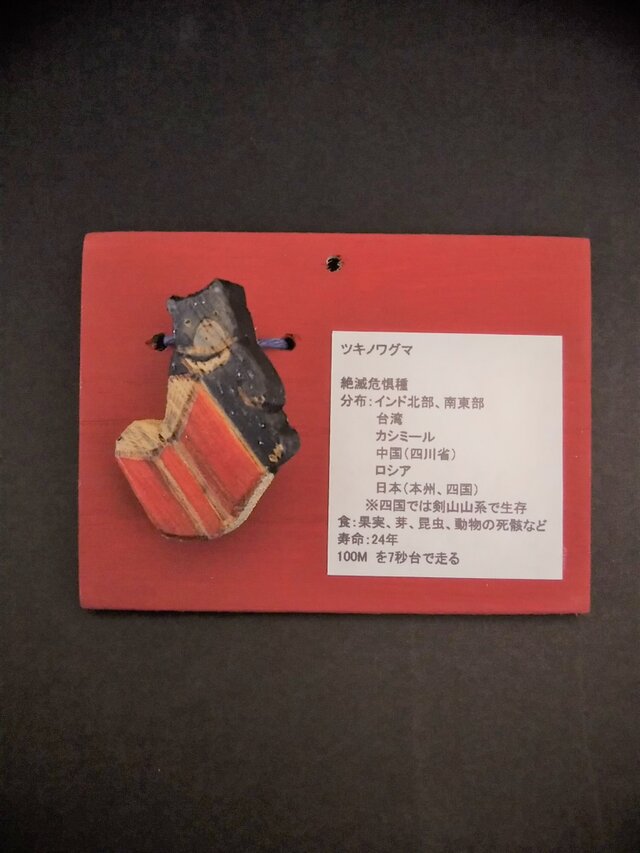 ツキノワグマ
絶滅危惧種
分布：インド北部、南東部
台湾
カシミール
中国（四川省）
ロシア
日本（本州、四国）
※四国では剣山山系で生存
食：果実、芽、昆虫、動物の死骸など
寿命：24年
100M を7秒台で走る